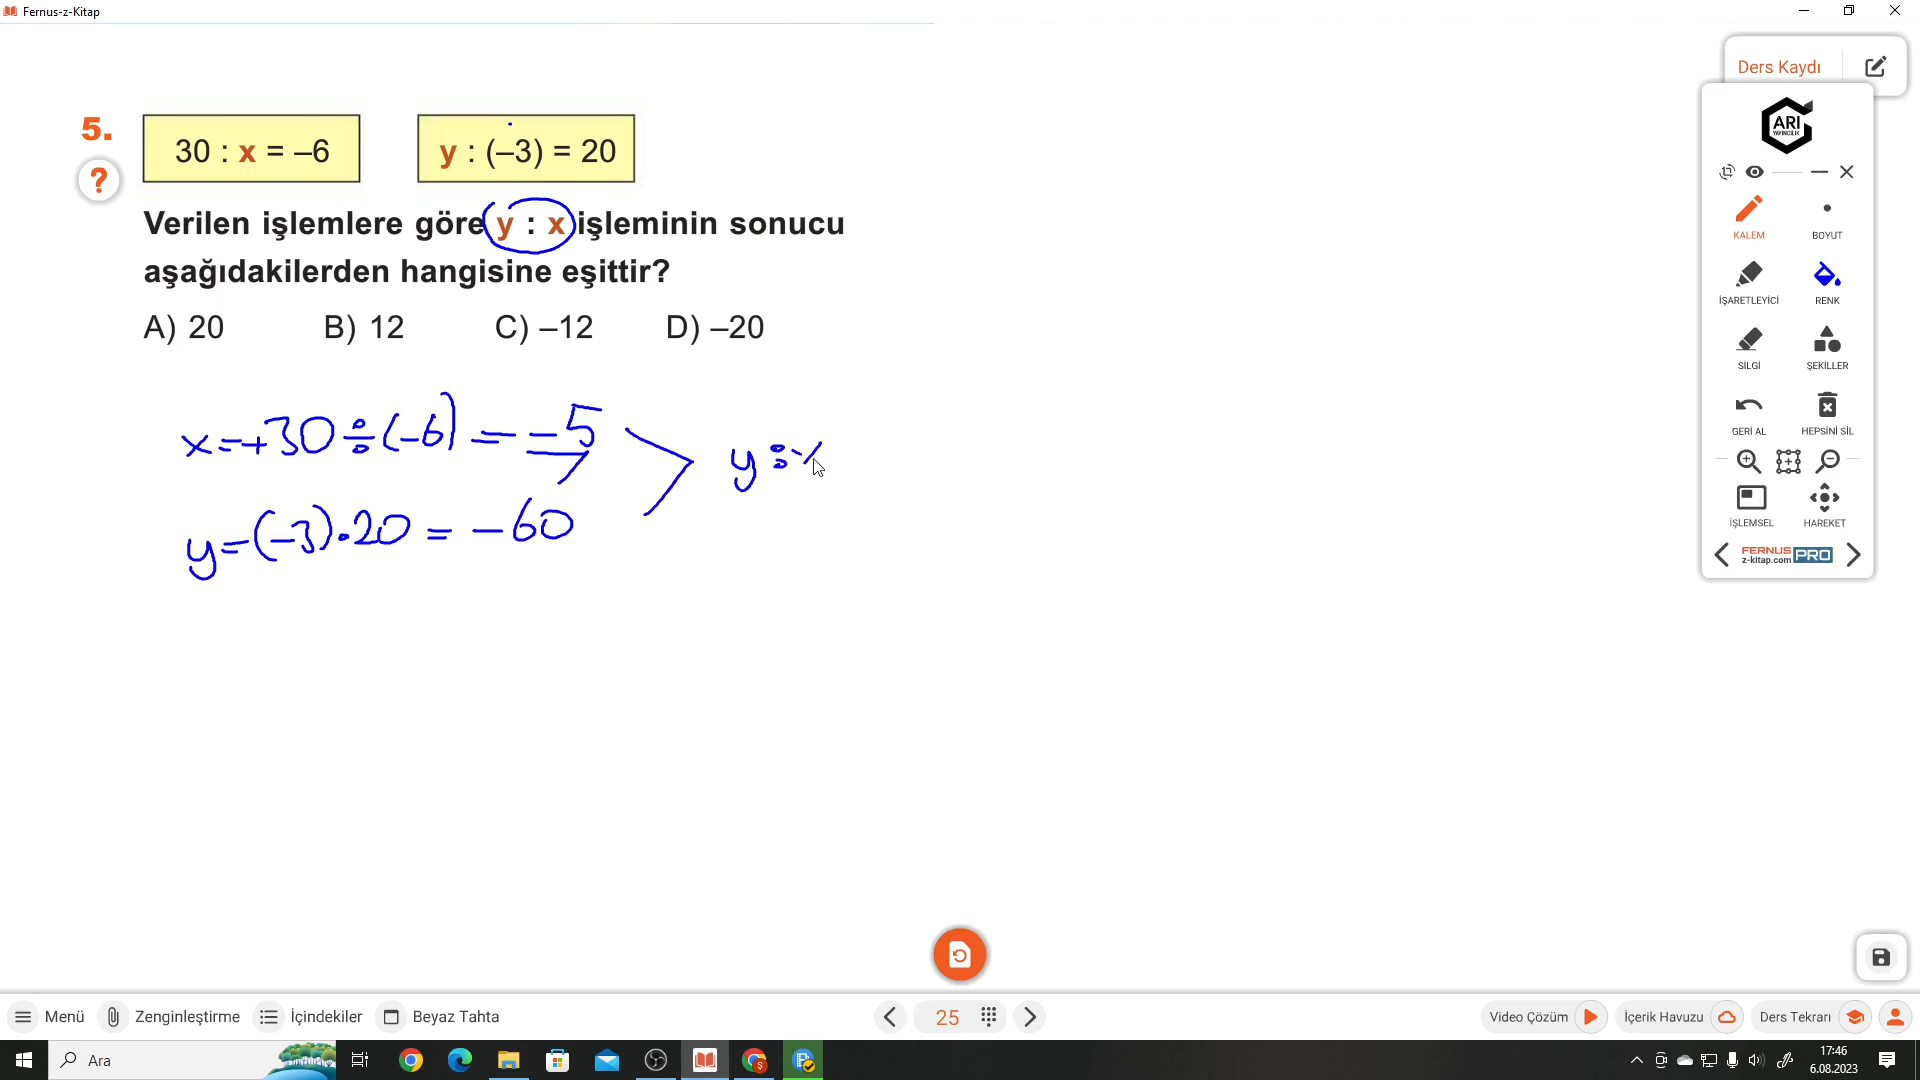 Fernus-z-Kitap
Ders Kaydı
5.
30 : x = –6
y : (–3) = 20
?
Verilen işlemlere göre y : x işleminin sonucu
aşağıdakilerden hangisine eşittir?
A) 20 B) 12 C) –12 D) –20
x=+30÷(-6)=-5
y=(-3)·20=-60
y÷x
ARI
YAYINCILIK
KALEM BOYUT
İŞARETLEYİCİ RENK
SİLGİ ŞEKİLLER
GERİ AL HEPSİNİ SİL
İŞLEMSEL HAREKET
FERNUS
z-kitap.com PRO
Menü Zenginleştirme İçindekiler Beyaz Tahta 25 Video Çözüm İçerik Havuzu Ders Tekrarı
Ara
17:46
6.08.2023